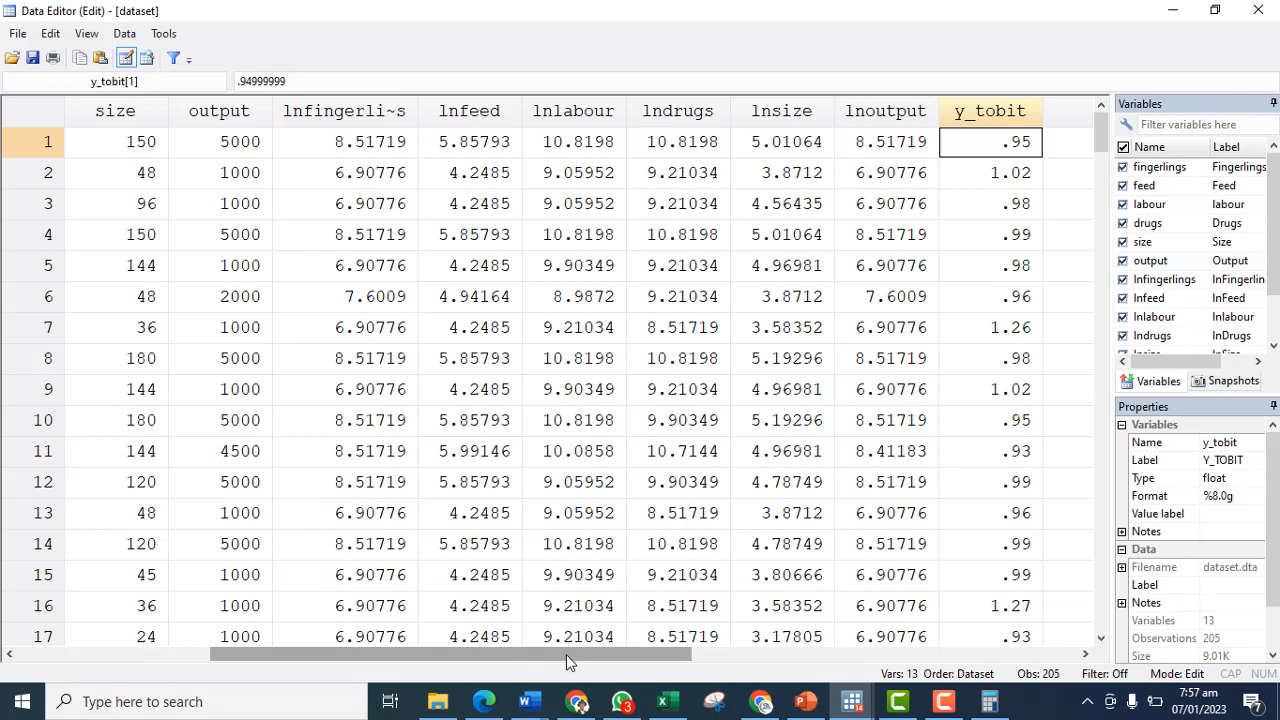 Data Editor (Edit) - [dataset]
File Edit View Data Tools
y_tobit[1] .94999999
size output lnfingerli~s lnfeed lnlabour lndrugs lnsize lnoutput y_tobit
1 150 5000 8.51719 5.85793 10.8198 10.8198 5.01064 8.51719 .95
2 48 1000 6.90776 4.2485 9.05952 9.21034 3.8712 6.90776 1.02
3 96 1000 6.90776 4.2485 9.05952 9.21034 4.56435 6.90776 .98
4 150 5000 8.51719 5.85793 10.8198 10.8198 5.01064 8.51719 .99
5 144 1000 6.90776 4.2485 9.90349 9.21034 4.96981 6.90776 .98
6 48 2000 7.6009 4.94164 8.9872 9.21034 3.8712 7.6009 .96
7 36 1000 6.90776 4.2485 9.21034 8.51719 3.58352 6.90776 1.26
8 180 5000 8.51719 5.85793 10.8198 10.8198 5.19296 8.51719 .98
9 144 1000 6.90776 4.2485 9.90349 9.21034 4.96981 6.90776 1.02
10 180 5000 8.51719 5.85793 10.8198 9.90349 5.19296 8.51719 .95
11 144 4500 8.51719 5.99146 10.0858 10.7144 4.96981 8.41183 .93
12 120 5000 8.51719 5.85793 9.05952 9.90349 4.78749 8.51719 .99
13 48 1000 6.90776 4.2485 9.05952 8.51719 3.8712 6.90776 .96
14 120 5000 8.51719 5.85793 10.8198 10.8198 4.78749 8.51719 .99
15 45 1000 6.90776 4.2485 9.90349 9.21034 3.80666 6.90776 .99
16 36 1000 6.90776 4.2485 9.21034 8.51719 3.58352 6.90776 1.27
17 24 1000 6.90776 4.2485 9.21034 8.51719 3.17805 6.90776 .93
Variables
Filter variables here
Name Label
fingerlings Fingerlings
feed Feed
labour labour
drugs Drugs
size Size
output Output
lnfingerlings lnFingerlin
lnfeed lnFeed
lnlabour lnlabour
lndrugs lnDrugs
Variables Snapshots
Properties
Variables
Name y_tobit
Label Y_TOBIT
Type float
Format %8.0g
Value label
Notes
Data
Filename dataset.dta
Label
Notes
Variables 13
Observations 205
Size 9.01K
Vars: 13 Order: Dataset Obs: 205 Filter: Off Mode: Edit CAP NUM
Type here to search
3
7:57 am
07/01/2023
7